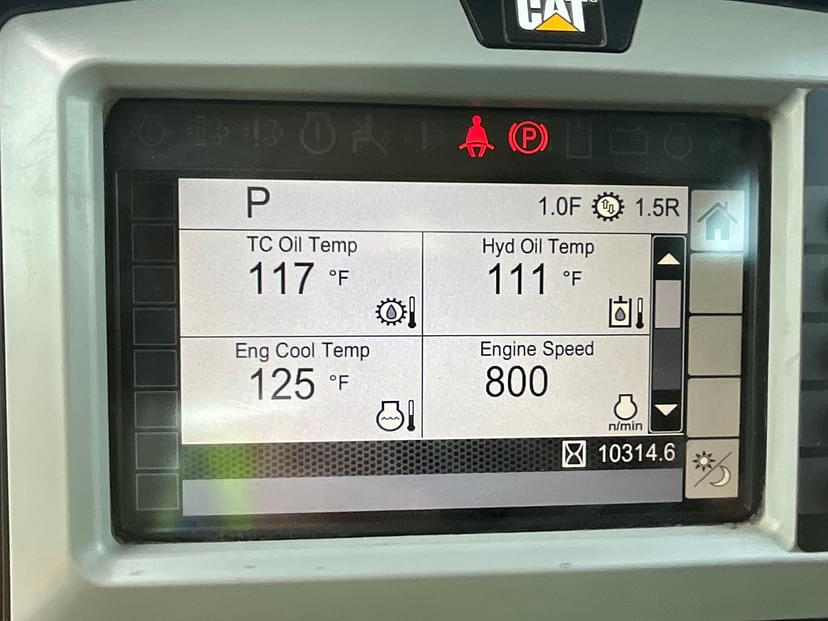 CAT
P
P 1.0F 1.5R
TC Oil Temp
117 °F
Hyd Oil Temp
111 °F
Eng Cool Temp
125 °F
Engine Speed
800
n/min
10314.6